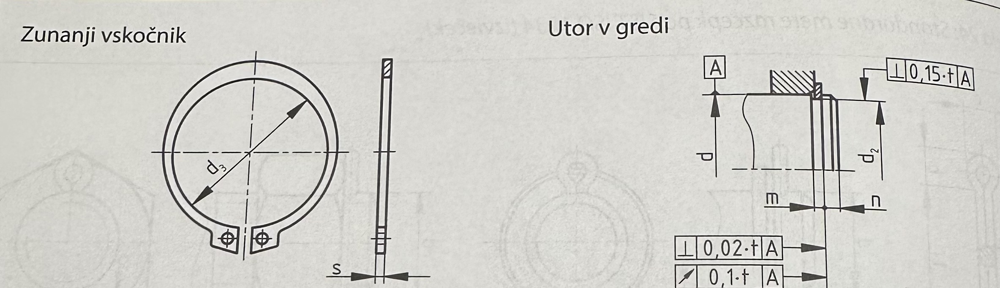 Zunanji vskočnik
Utor v gredi
A
⊥ 0,15·t A
d₃
d
d₂
m
n
⊥ 0,02·t A
s
↗ 0,1·t A